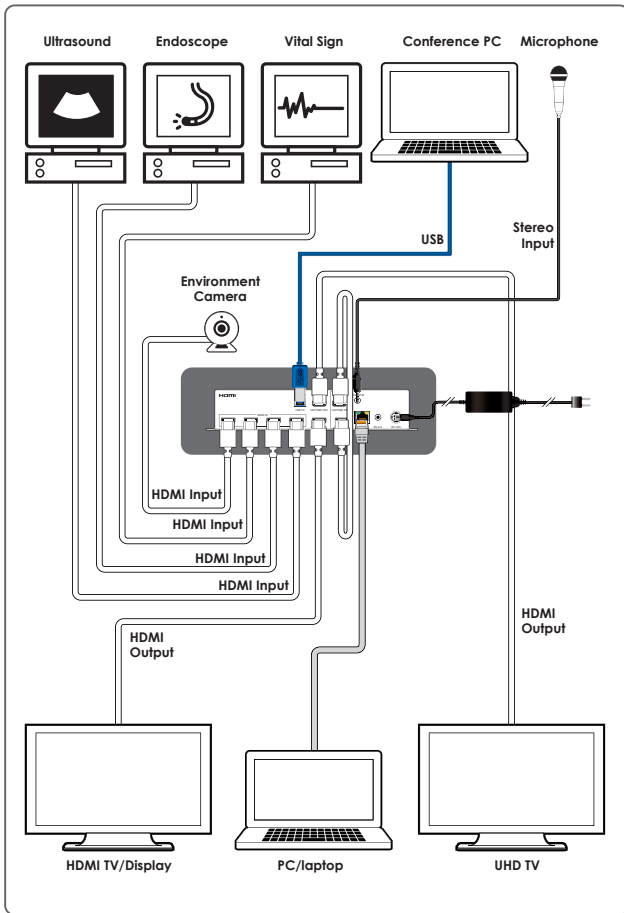 Ultrasound
Endoscope
Vital Sign
Conference PC
Microphone
USB
Stereo
Input
Environment
Camera
HDMI
HDMI Input
HDMI Input
HDMI Input
HDMI Input
HDMI
Output
HDMI
Output
HDMI TV/Display
PC/laptop
UHD TV